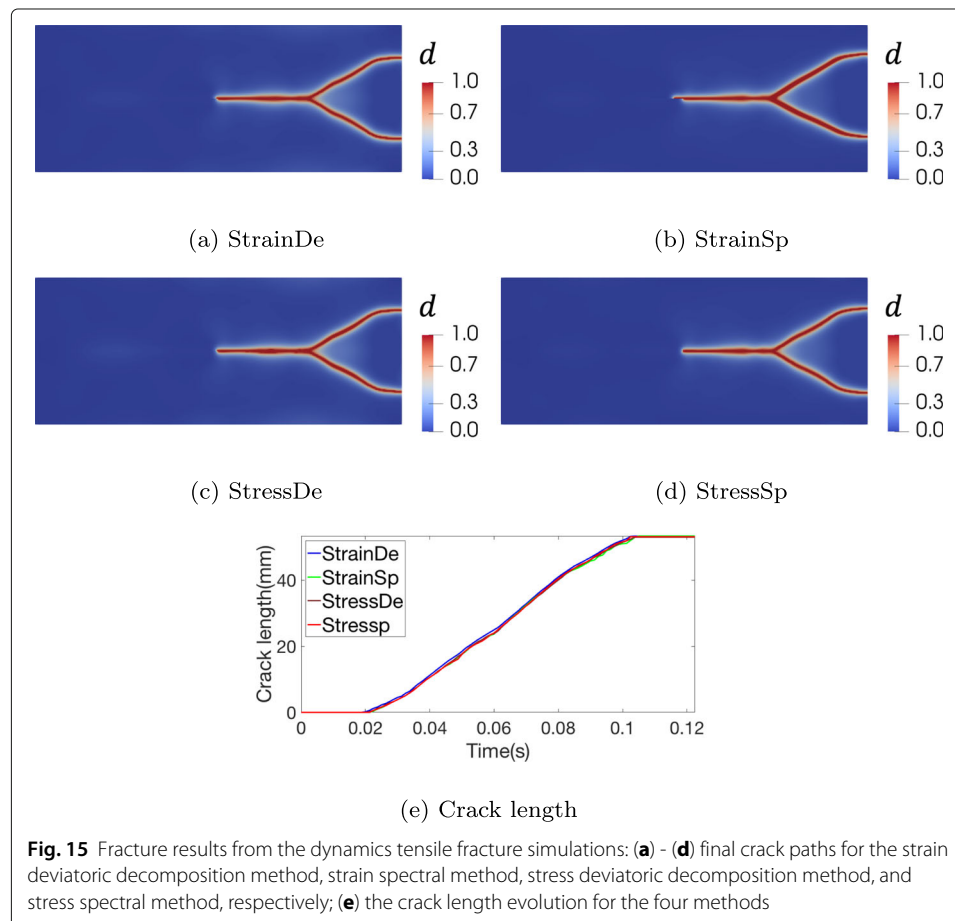 d
1.0
0.7
0.3
0.0
d
1.0
0.7
0.3
0.0
(a) StrainDe
(b) StrainSp
d
1.0
0.7
0.3
0.0
d
1.0
0.7
0.3
0.0
(c) StressDe
(d) StressSp
StrainDe
StrainSp
StressDe
Stressp
Crack length(mm)
40
20
0
0
0.02
0.04
0.06
0.08
0.1
0.12
Time(s)
(e) Crack length
Fig. 15 Fracture results from the dynamics tensile fracture simulations: (a) - (d) final crack paths for the strain
deviatoric decomposition method, strain spectral method, stress deviatoric decomposition method, and
stress spectral method, respectively; (e) the crack length evolution for the four methods